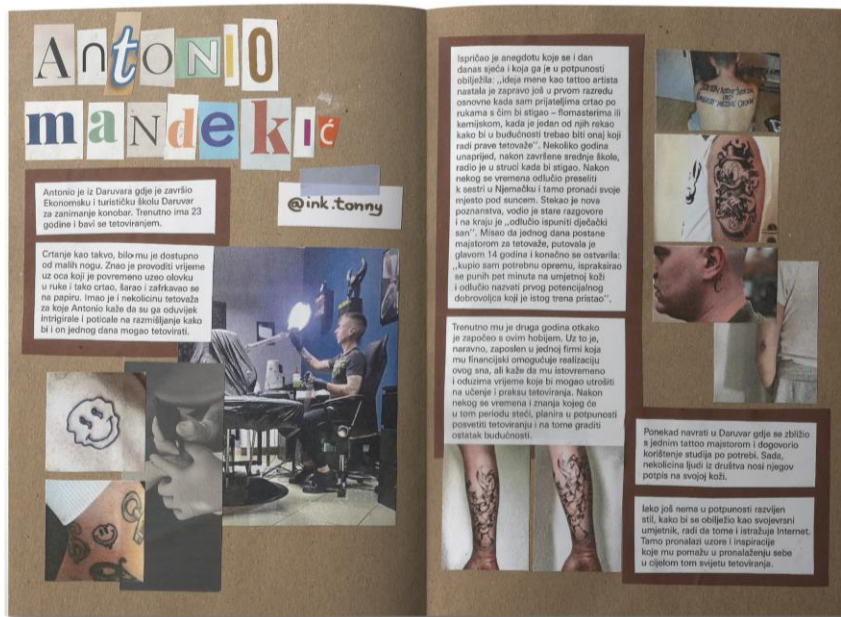 Antonio
mandekić
@ink.tonny
Antonio je iz Daruvara gdje je završio
Ekonomsku i turističku školu Daruvar
za zanimanje konobar. Trenutno ima 23
godine i bavi se tetoviranjem.
Crtanje kao takvo, bilo mu je dostupno
od malih nogu. Znao je provoditi vrijeme
uz oca koji je povremeno uzeo olovku
u ruke i tako crtao, šarao i zafrkavao se
na papiru. Imao je i nekolicinu tetovaža
za koje Antonio kaže da su ga oduvijek
intrigirale i poticale na razmišljanje kako
bi i on jednog dana mogao tetovirati.
Ispričao je anegdotu koje se i dan
danas sjeća i koja ga je u potpunosti
obilježila: „ideja mene kao tattoo artista
nastala je zapravo još u prvom razredu
osnovne kada sam prijateljima crtao po
rukama s čim bi stigao – flomasterima ili
kemijskom, kada je jedan od njih rekao
kako bi u budućnosti trebao biti onaj koji
radi prave tetovaže”. Nekoliko godina
unaprijed, nakon završene srednje škole,
radio je u struci kada bi stigao. Nakon
nekog se vremena odlučio preseliti
k sestri u Njemačku i tamo pronaći svoje
mjesto pod suncem. Stekao je nova
poznanstva, vodio je stare razgovore
i na kraju je „odlučio ispuniti dječački
san”. Misao da jednog dana postane
majstorom za tetovaže, putovala je
glavom 14 godina i konačno se ostvarila:
„kupio sam potrebnu opremu, ispraksirao
se punih pet minuta na umjetnoj koži
i odlučio nazvati prvog potencijalnog
dobrovoljca koji je istog trena pristao”.
Trenutno mu je druga godina otkako
je započeo s ovim hobijem. Uz to je,
naravno, zaposlen u jednoj firmi koja
mu financijski omogućuje realizaciju
ovog sna, ali kaže da mu istovremeno
i oduzima vrijeme koje bi mogao utrošiti
na učenje i praksu tetoviranja. Nakon
nekog se vremena i znanja kojeg će
u tom periodu steći, planira u potpunosti
posvetiti tetoviranju i na tome graditi
ostatak budućnosti.
Ponekad navrati u Daruvar gdje se zbližio
s jednim tattoo majstorom i dogovorio
korištenje studija po potrebi. Sada,
nekolicina ljudi iz društva nosi njegov
potpis na svojoj koži.
Iako još nema u potpunosti razvijen
stil, kako bi se obilježio kao svojevrsni
umjetnik, radi da tome i istražuje Internet.
Tamo pronalazi uzore i inspiracije
koje mu pomažu u pronalaženju sebe
u cijelom tom svijetu tetoviranja.